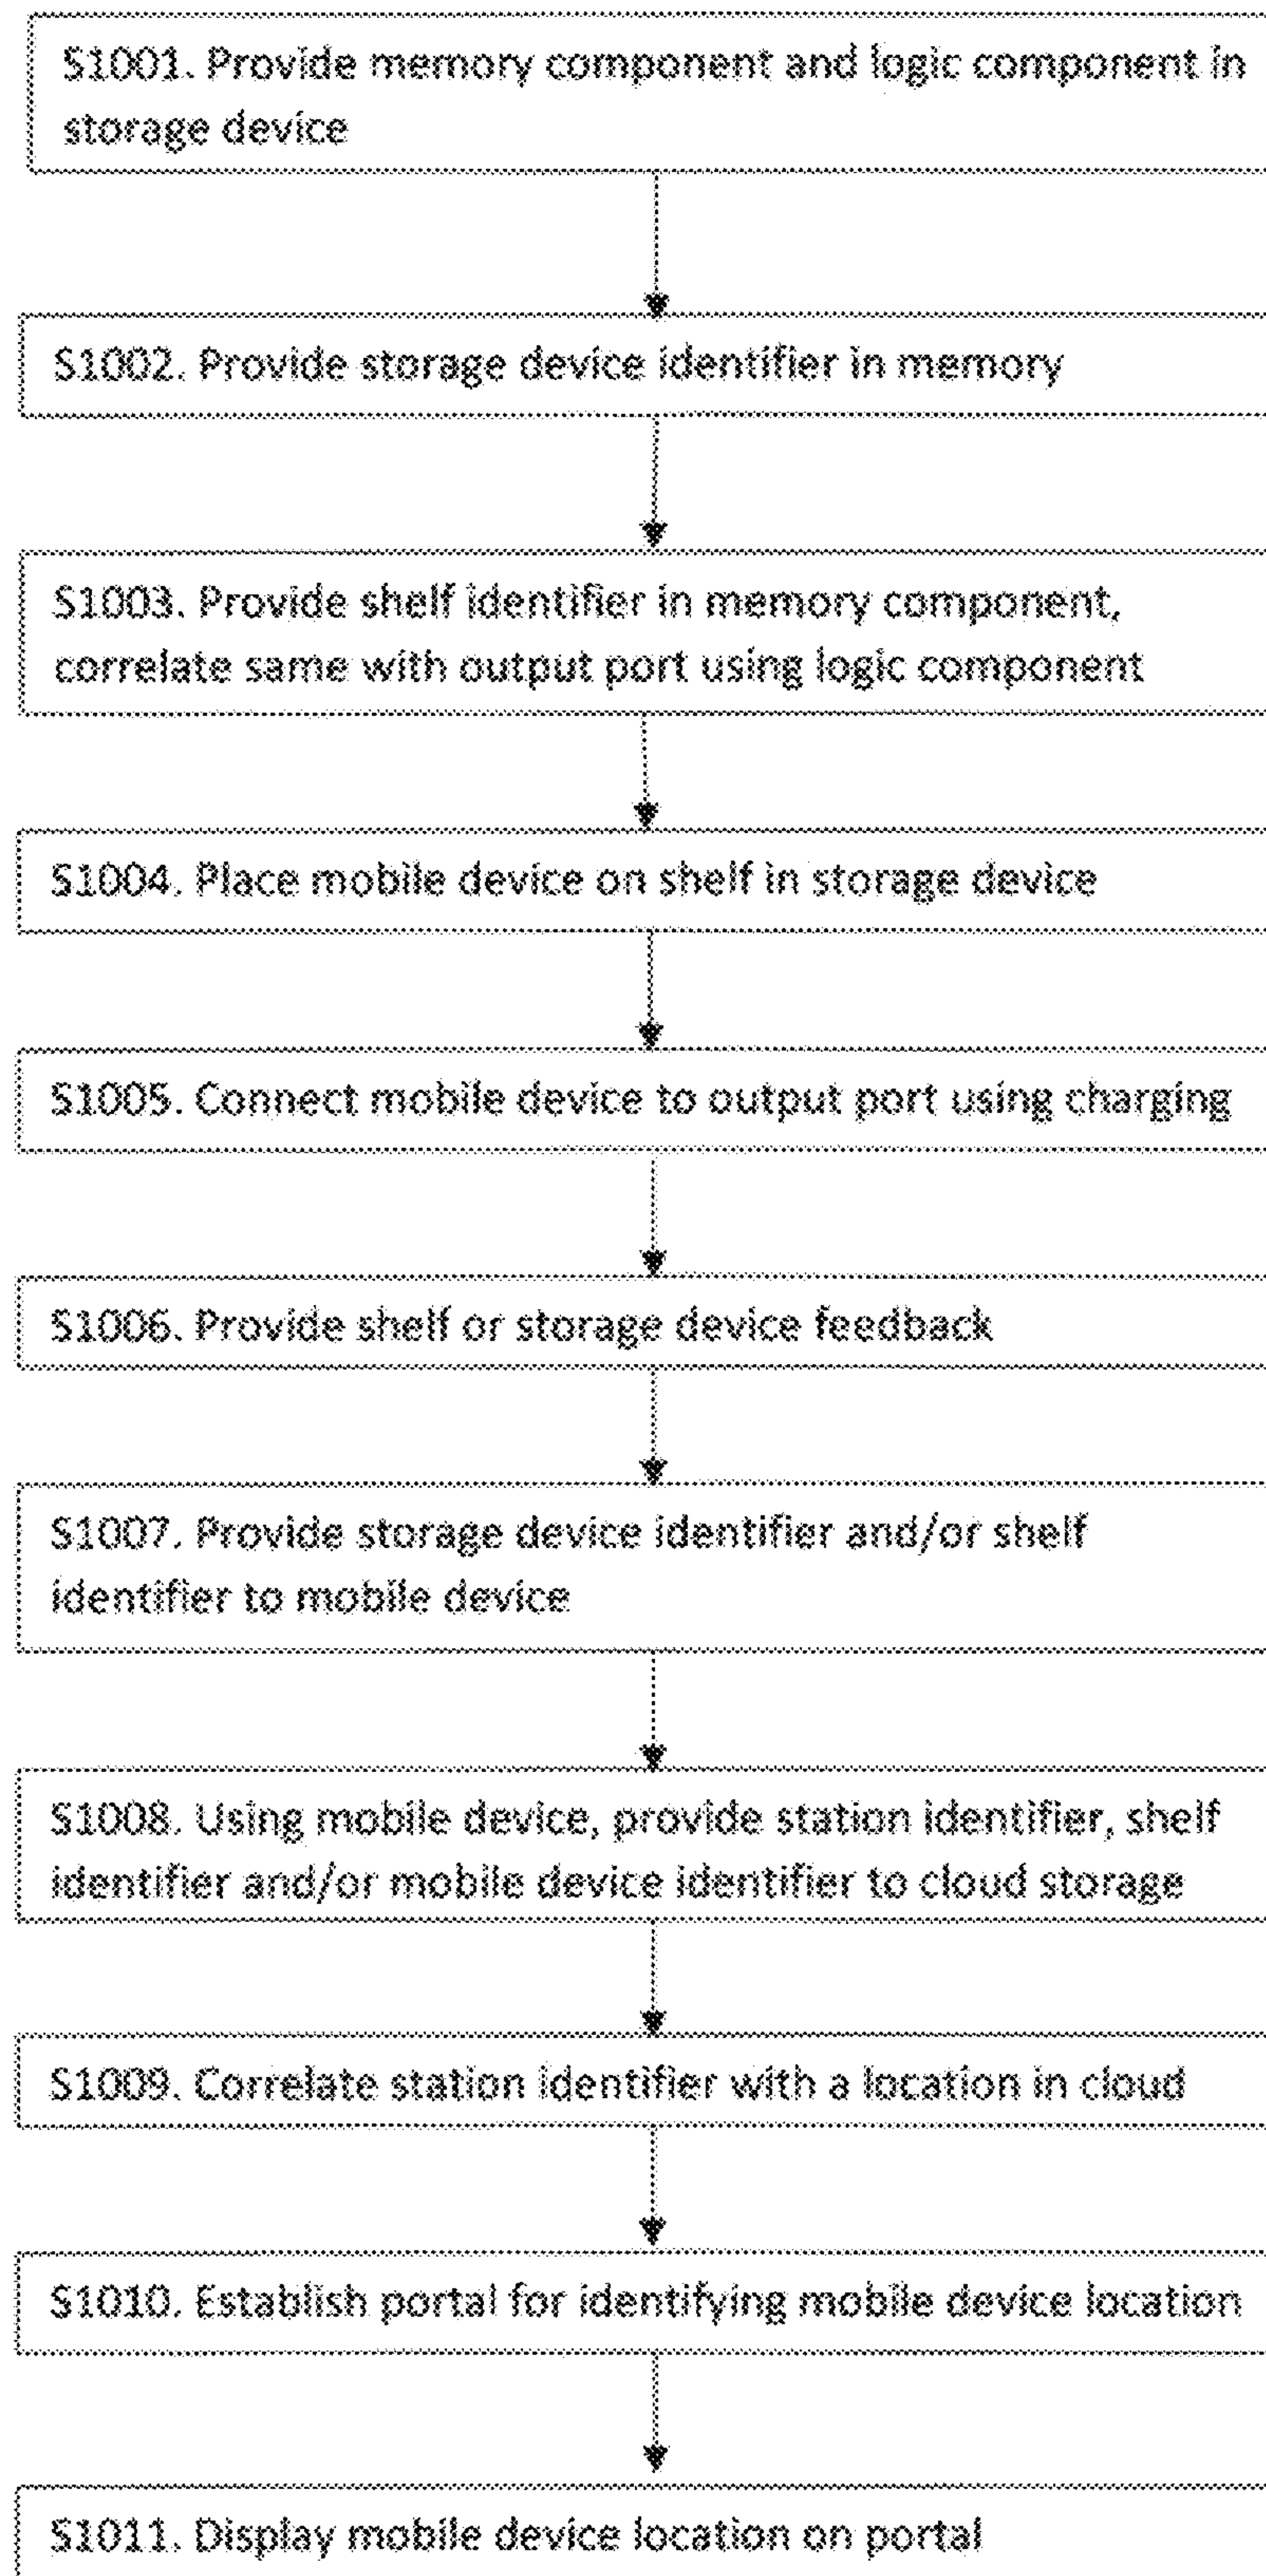 S1001. Provide memory component and logic component in
storage device
S1002. Provide storage device identifier in memory
S1003. Provide shelf identifier in memory component,
correlate same with output port using logic component
S1004. Place mobile device on shelf in storage device
S1005. Connect mobile device to output port using charging
S1006. Provide shelf or storage device feedback
S1007. Provide storage device identifier and/or shelf
identifier to mobile device
S1008. Using mobile device, provide station identifier, shelf
identifier and/or mobile device identifier to cloud storage
S1009. Correlate station identifier with a location in cloud
S1010. Establish portal for identifying mobile device location
S1011. Display mobile device location on portal